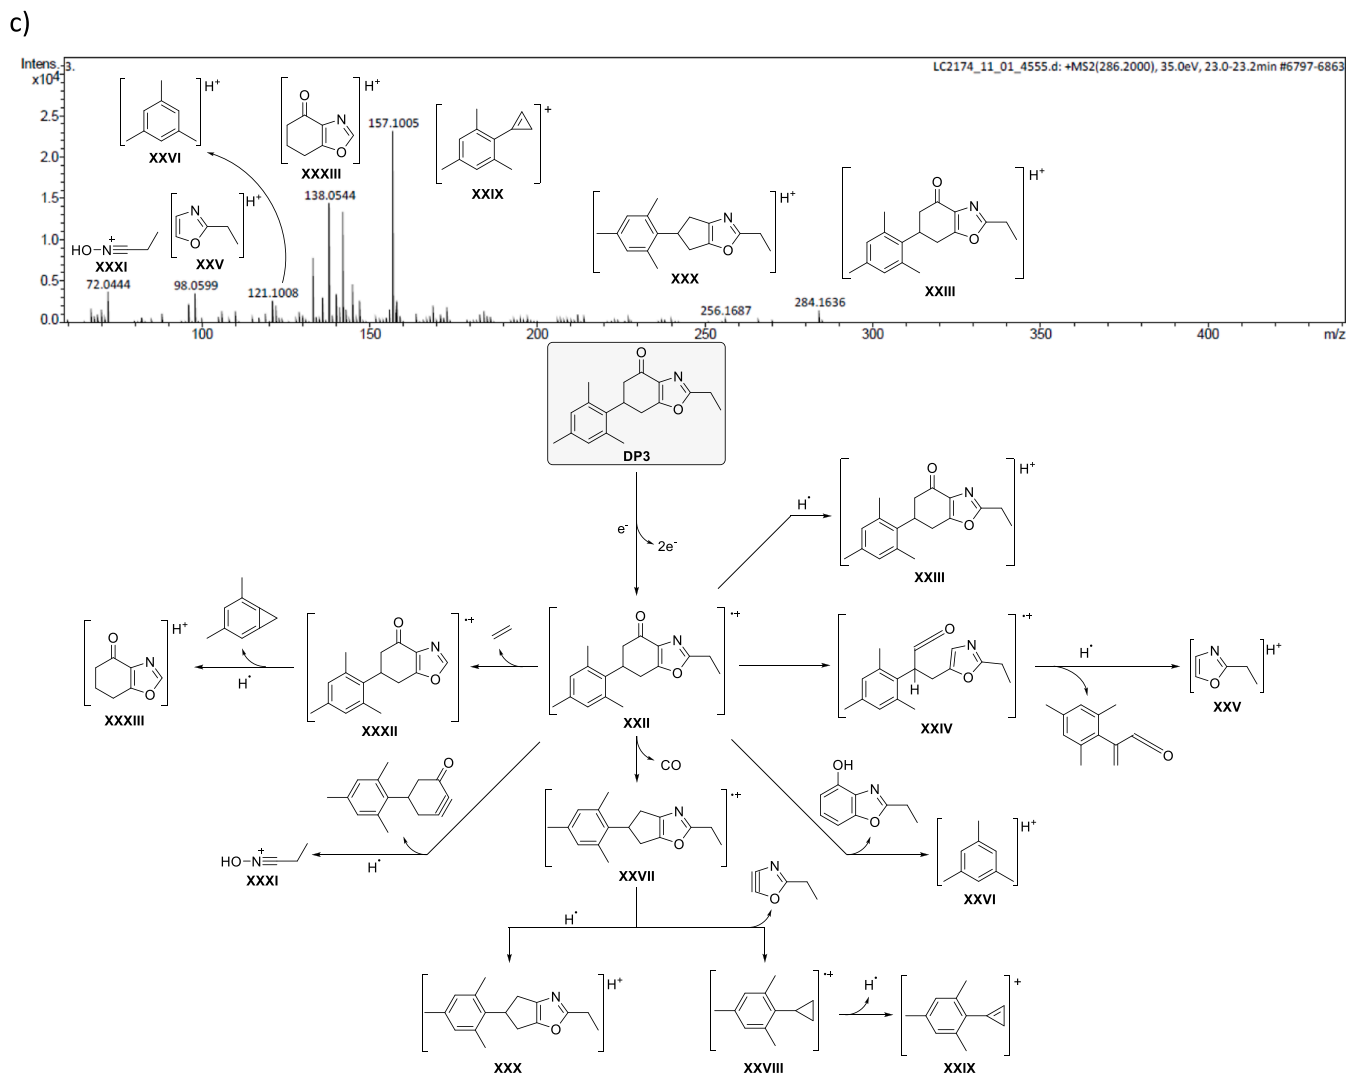 c)
Intens.
x10⁴
3.
LC2174_11_01_4555.d: +MS2(286.2000), 35.0eV, 23.0-23.2min #6797-6863
2.5
2.0
1.5
1.0
0.5
0.0
100
150
200
250
300
350
400
m/z
H⁺
XXVI
O
N
O
H⁺
XXXIII
138.0544
157.1005
+
XXIX
N
O
H⁺
XXV
98.0599
HO
N
+
XXXI
72.0444
121.1008
N
O
H⁺
XXX
256.1687
O
N
O
H⁺
XXIII
284.1636
O
N
O
DP3
e⁻
2e⁻
H•
O
N
O
H⁺
XXIII
O
N
O
H⁺
XXXIII
H•
O
N
O
•+
XXXII
O
N
O
•+
XXII
O
N
O
H
•+
XXIV
H•
O
N
O
H⁺
XXV
CO
O
HO
N
+
XXXI
H•
N
O
•+
XXVII
OH
N
O
H⁺
XXVI
H•
N
O
N
O
H⁺
XXX
•+
XXVIII
H•
+
XXIX